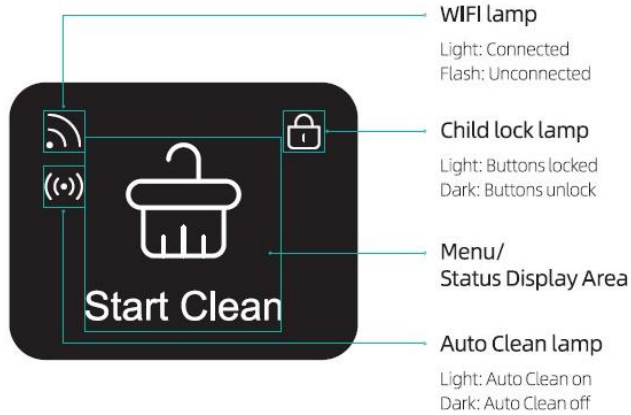 WIFI lamp
Light: Connected
Flash: Unconnected
Child lock lamp
Light: Buttons locked
Dark: Buttons unlock
Menu/
Status Display Area
Start Clean
Auto Clean lamp
Light: Auto Clean on
Dark: Auto Clean off